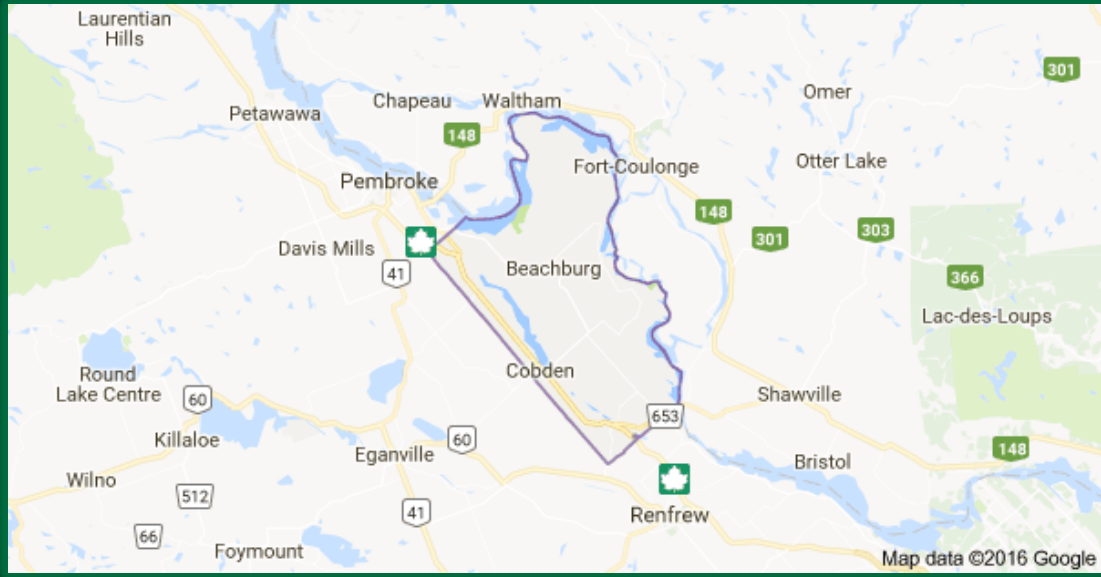 Laurentian
Hills
301
Omer
Chapeau
Waltham
Petawawa
148
Otter Lake
Fort-Coulonge
Pembroke
148
301
303
Davis Mills
41
Beachburg
366
Lac-des-Loups
Round
Lake Centre
60
Cobden
Shawville
653
Killaloe
60
Eganville
148
Bristol
Wilno
512
41
Renfrew
66
Foymount
Map data ©2016 Google